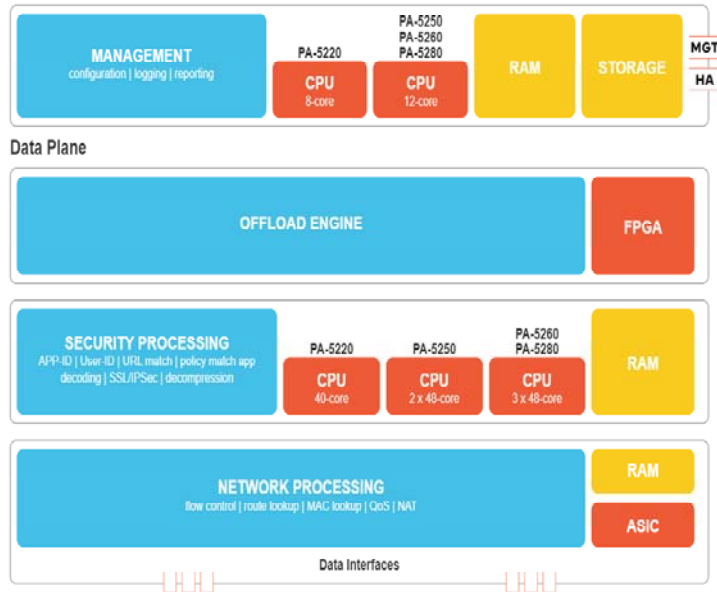 MANAGEMENT
configuration | logging | reporting
PA-5220
CPU
8-core
PA-5250
PA-5260
PA-5280
CPU
12-core
RAM
STORAGE
MGT
HA
Data Plane
OFFLOAD ENGINE
FPGA
SECURITY PROCESSING
APP-ID | User-ID | URL match | policy match app
decoding | SSL/IPSec | decompression
PA-5220
CPU
40-core
PA-5250
CPU
2 x 48-core
PA-5260
PA-5280
CPU
3 x 48-core
RAM
NETWORK PROCESSING
flow control | route lookup | MAC lookup | QoS | NAT
RAM
ASIC
Data Interfaces